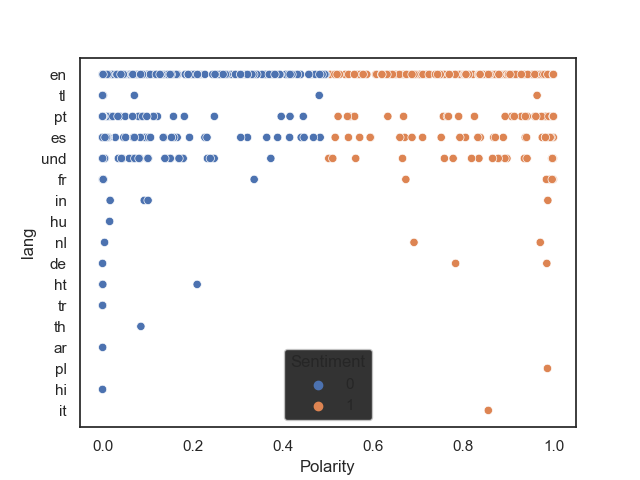 en
tl
pt
es
und
fr
in
hu
nl
de
ht
tr
th
ar
pl
hi
it
lang
Sentiment
0
1
0.0 0.2 0.4 0.6 0.8 1.0
Polarity